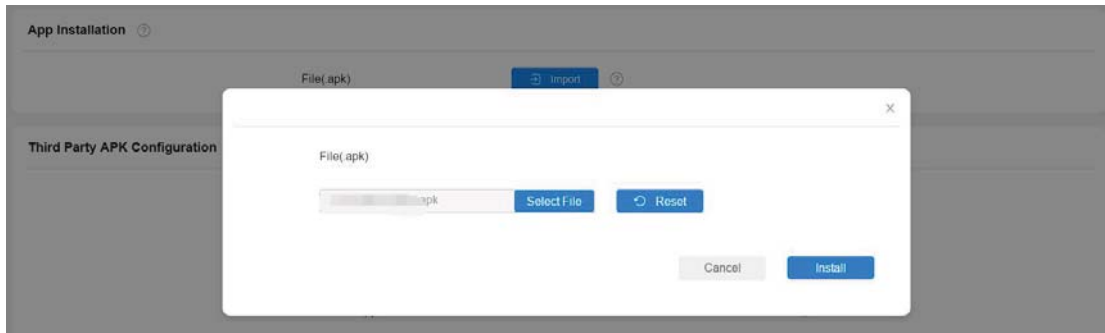 App Installation
File(.apk)
Import
Third Party APK Configuration
File(.apk)
apk
Select File
Reset
Cancel
Install